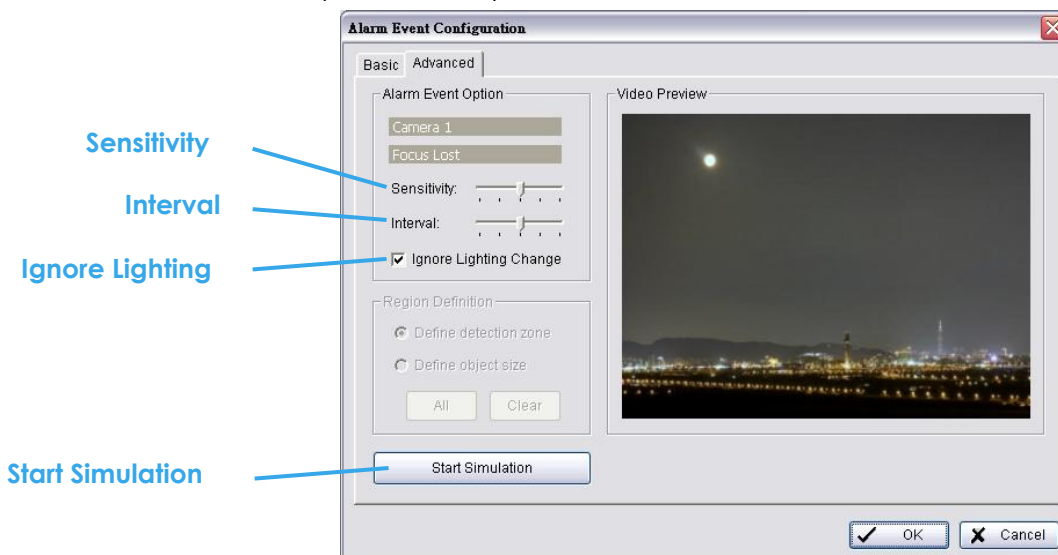 Alarm Event Configuration
Basic
Advanced
Alarm Event Option
Camera 1
Focus Lost
Sensitivity:
Interval:
Ignore Lighting Change
Region Definition
Define detection zone
Define object size
All
Clear
Start Simulation
Video Preview
OK
Cancel
Sensitivity
Interval
Ignore Lighting
Start Simulation